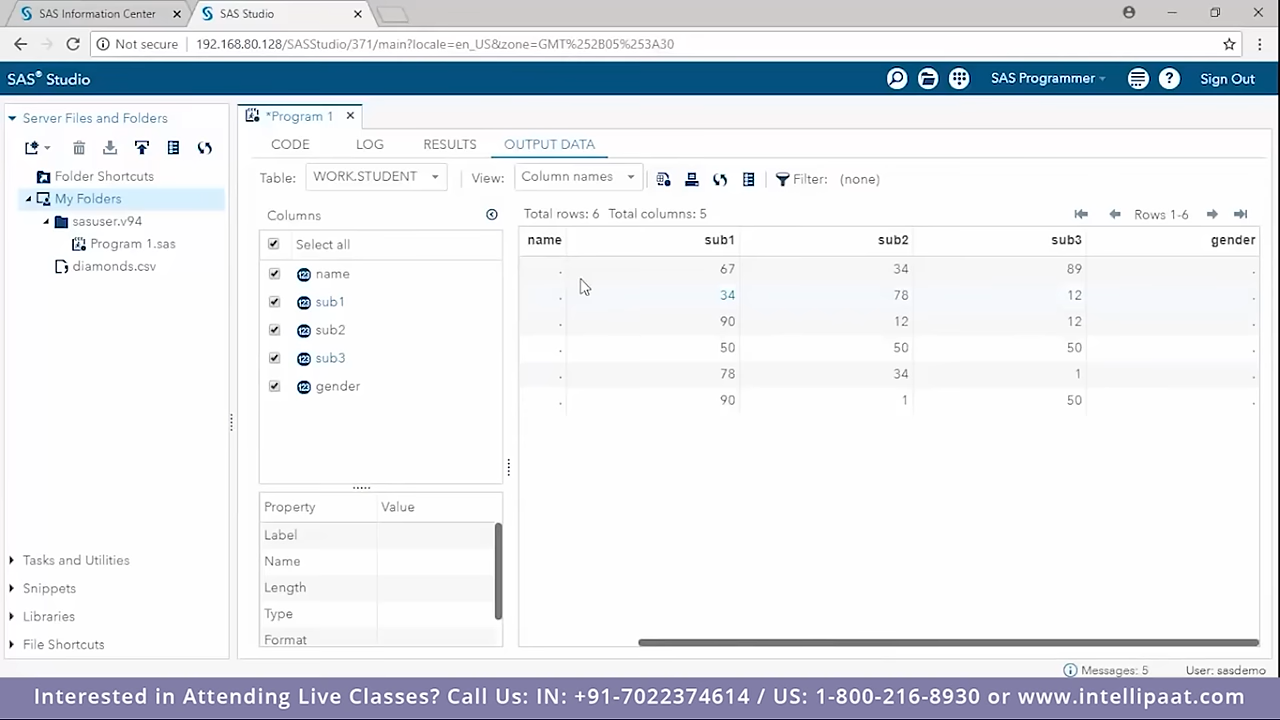 SAS Information Center
SAS Studio
Not secure 192.168.80.128/SASStudio/371/main?locale=en_US&zone=GMT%252B05%253A30
SAS® Studio
SAS Programmer
Sign Out
Server Files and Folders
Folder Shortcuts
My Folders
sasuser.v94
Program 1.sas
diamonds.csv
Tasks and Utilities
Snippets
Libraries
File Shortcuts
*Program 1
CODE LOG RESULTS OUTPUT DATA
Table: WORK.STUDENT View: Column names Filter: (none)
Columns
Select all
name
sub1
sub2
sub3
gender
Property Value
Label
Name
Length
Type
Format
Total rows: 6 Total columns: 5 Rows 1-6
name sub1 sub2 sub3 gender
. 67 34 89 .
. 34 78 12 .
. 90 12 12 .
. 50 50 50 .
. 78 34 1 .
. 90 1 50 .
Messages: 5 User: sasdemo
Interested in Attending Live Classes? Call Us: IN: +91-7022374614 / US: 1-800-216-8930 or www.intellipaat.com